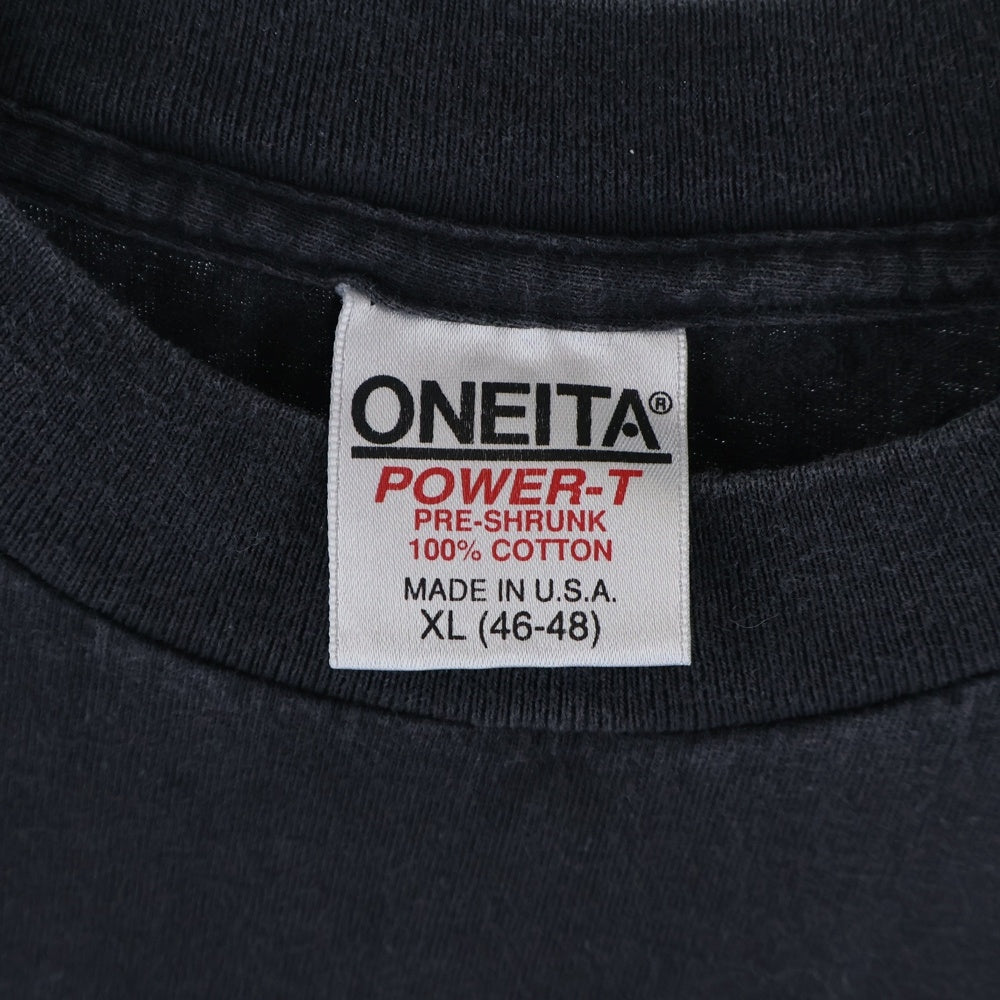 ONEITA®
POWER-T
PRE-SHRUNK
100% COTTON
MADE IN U.S.A.
XL (46-48)